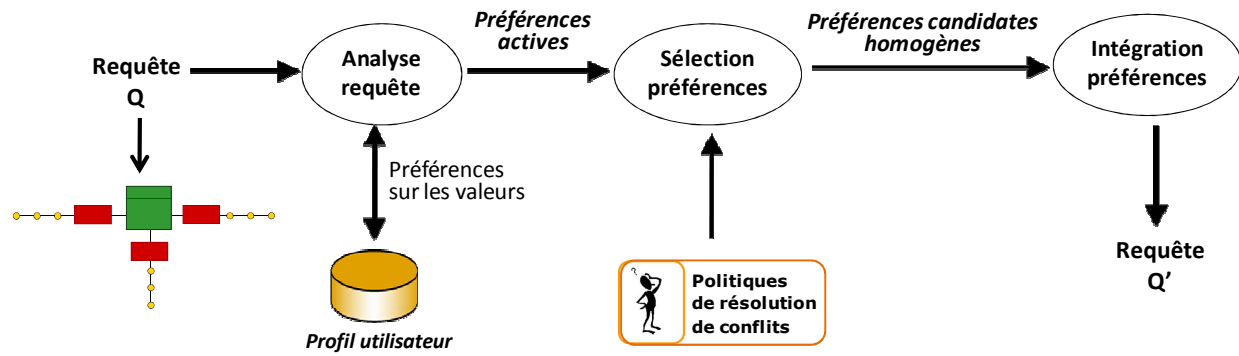 Requête
Q
Analyse
requête
Préférences
actives
Sélection
préférences
Préférences candidates
homogènes
Intégration
préférences
Préférences
sur les valeurs
Profil utilisateur
?
Politiques
de résolution
de conflits
Requête
Q’